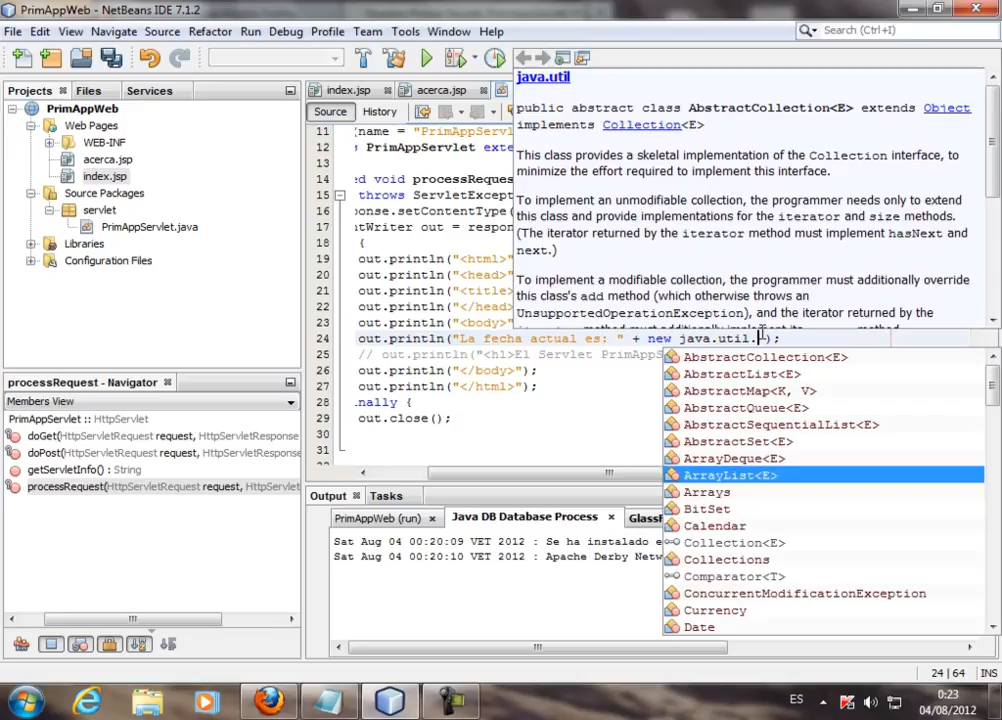 PrimAppWeb - NetBeans IDE 7.1.2
File Edit View Navigate Source Refactor Run Debug Profile Team Tools Window Help
Search (Ctrl+I)
Projects Files Services
PrimAppWeb
Web Pages
WEB-INF
acerca.jsp
index.jsp
Source Packages
servlet
PrimAppServlet.java
Libraries
Configuration Files
processRequest - Navigator
Members View
PrimAppServlet :: HttpServlet
doGet(HttpServletRequest request, HttpServletResponse
doPost(HttpServletRequest request, HttpServletResponse
getServletInfo() : String
processRequest(HttpServletRequest request, HttpServlet
index.jsp acerca.jsp
Source History
11 (name = "PrimAppServl
12 PrimAppServlet exte
13
14 ed void processReques
15 throws ServletExcept
16 ponse.setContentType(
17 ntWriter out = respon
18 {
19 out.println("<html>"
20 out.println("<head>"
21 out.println("<title>
22 out.println("</head>
23 out.println("<body>"
24 out.println("La fecha actual es: " + new java.util.);
25 // out.println("<h1>El Servlet PrimAppS
26 out.println("</body>");
27 out.println("</html>");
28 nally {
29 out.close();
30
31
java.util
public abstract class AbstractCollection<E> extends Object
implements Collection<E>
This class provides a skeletal implementation of the Collection interface, to
minimize the effort required to implement this interface.
To implement an unmodifiable collection, the programmer needs only to extend
this class and provide implementations for the iterator and size methods.
(The iterator returned by the iterator method must implement hasNext and
next.)
To implement a modifiable collection, the programmer must additionally override
this class's add method (which otherwise throws an
UnsupportedOperationException), and the iterator returned by the
AbstractCollection<E>
AbstractList<E>
AbstractMap<K, V>
AbstractQueue<E>
AbstractSequentialList<E>
AbstractSet<E>
ArrayDeque<E>
ArrayList<E>
Arrays
BitSet
Calendar
Collection<E>
Collections
Comparator<T>
ConcurrentModificationException
Currency
Date
Output Tasks
PrimAppWeb (run) Java DB Database Process GlassF
Sat Aug 04 00:20:09 VET 2012 : Se ha instalado e
Sat Aug 04 00:20:10 VET 2012 : Apache Derby Netw
24 | 64
ES
0:23
04/08/2012